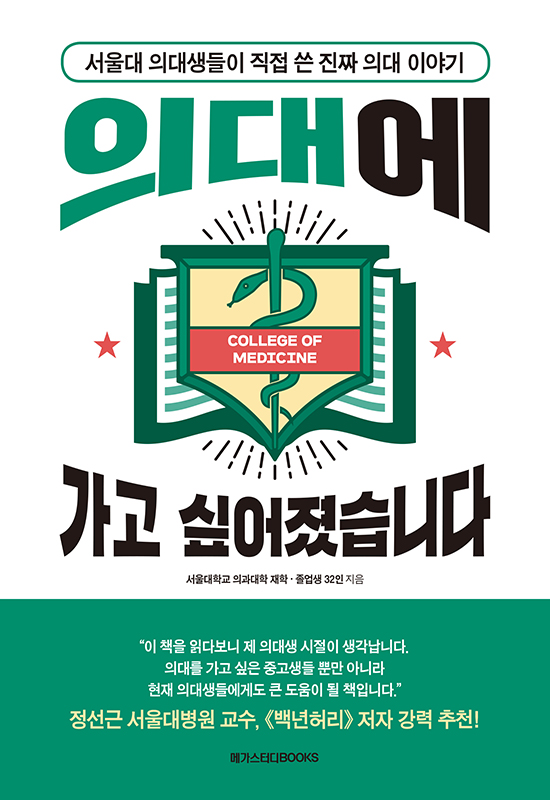 서울대 의대생들이 직접 쓴 진짜 의대 이야기
의대에
COLLEGE OF
MEDICINE
가고 싶어졌습니다
서울대학교 의과대학 재학·졸업생 32인 지음
“이 책을 읽다보니 제 의대생 시절이 생각납니다.
의대를 가고 싶은 중고생들 뿐만 아니라
현재 의대생들에게도 큰 도움이 될 책입니다.”
정선근 서울대병원 교수, 《백년허리》 저자 강력 추천!
메가스터디BOOKS